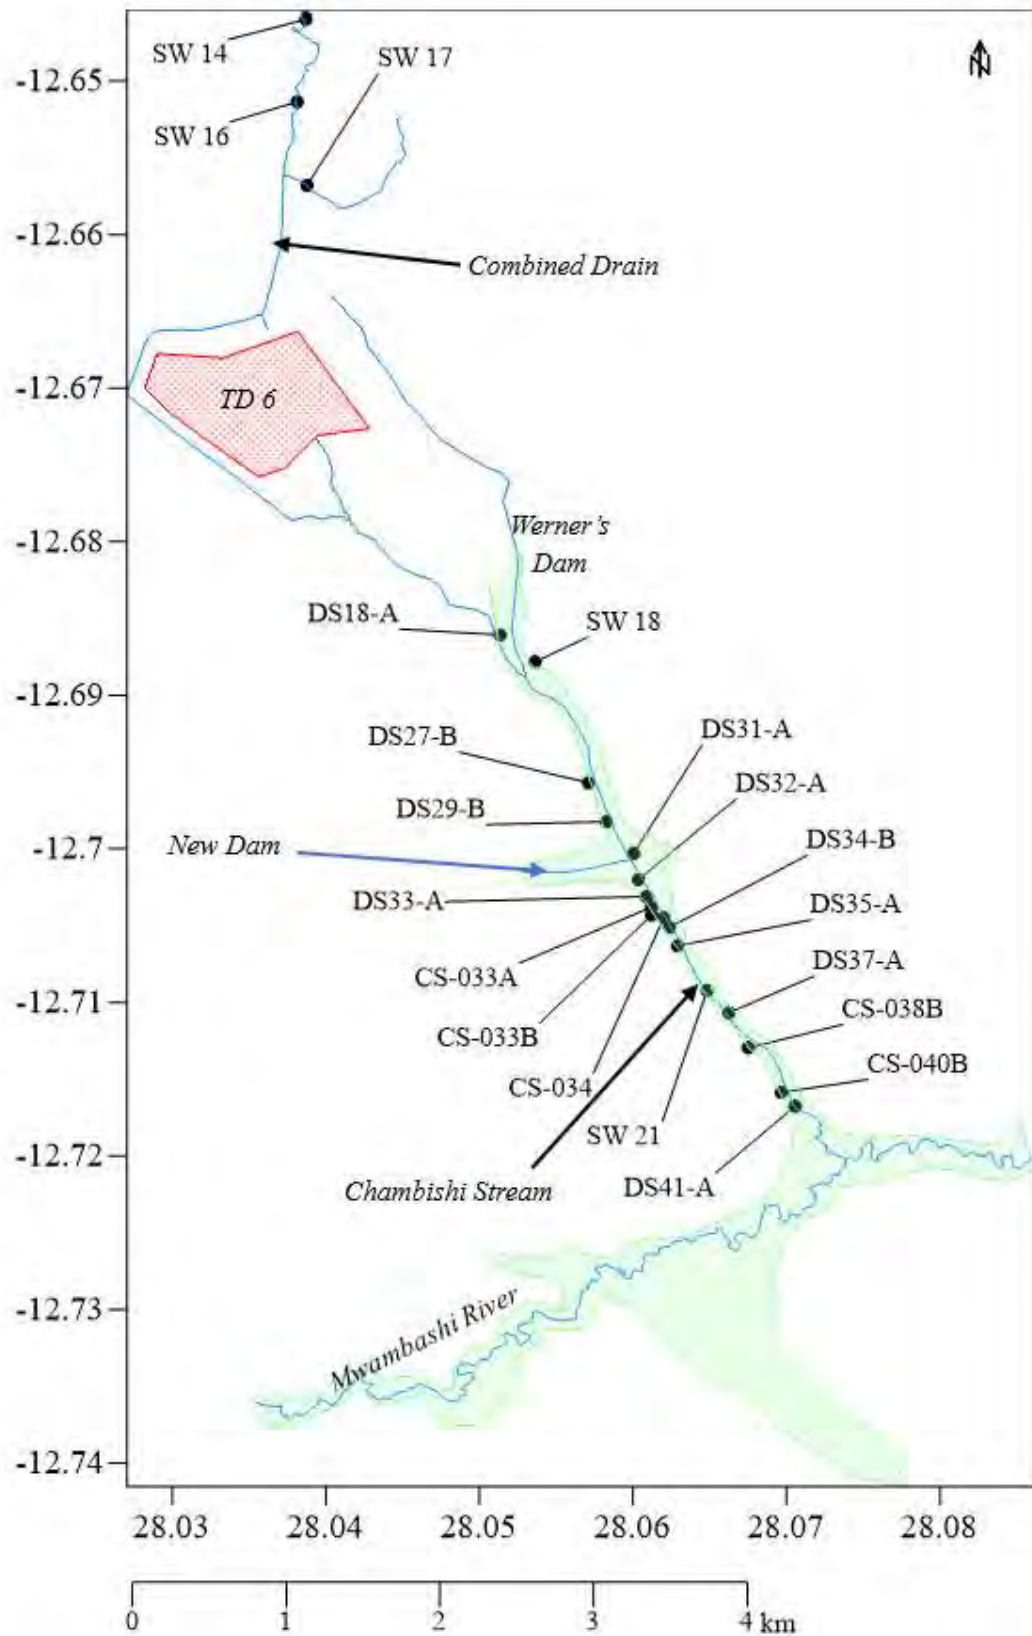 SW 14
SW 17
-12.65
SW 16
-12.66
Combined Drain
TD 6
-12.67
Werner's
Dam
-12.68
DS18-A
SW 18
-12.69
DS27-B
DS31-A
DS32-A
DS29-B
New Dam
-12.7
DS34-B
DS33-A
DS35-A
CS-033A
DS37-A
-12.71
CS-038B
CS-033B
CS-040B
CS-034
SW 21
-12.72
Chambishi Stream
DS41-A
-12.73
Mwambashi River
-12.74
28.03 28.04 28.05 28.06 28.07 28.08
0 1 2 3 4 km
N